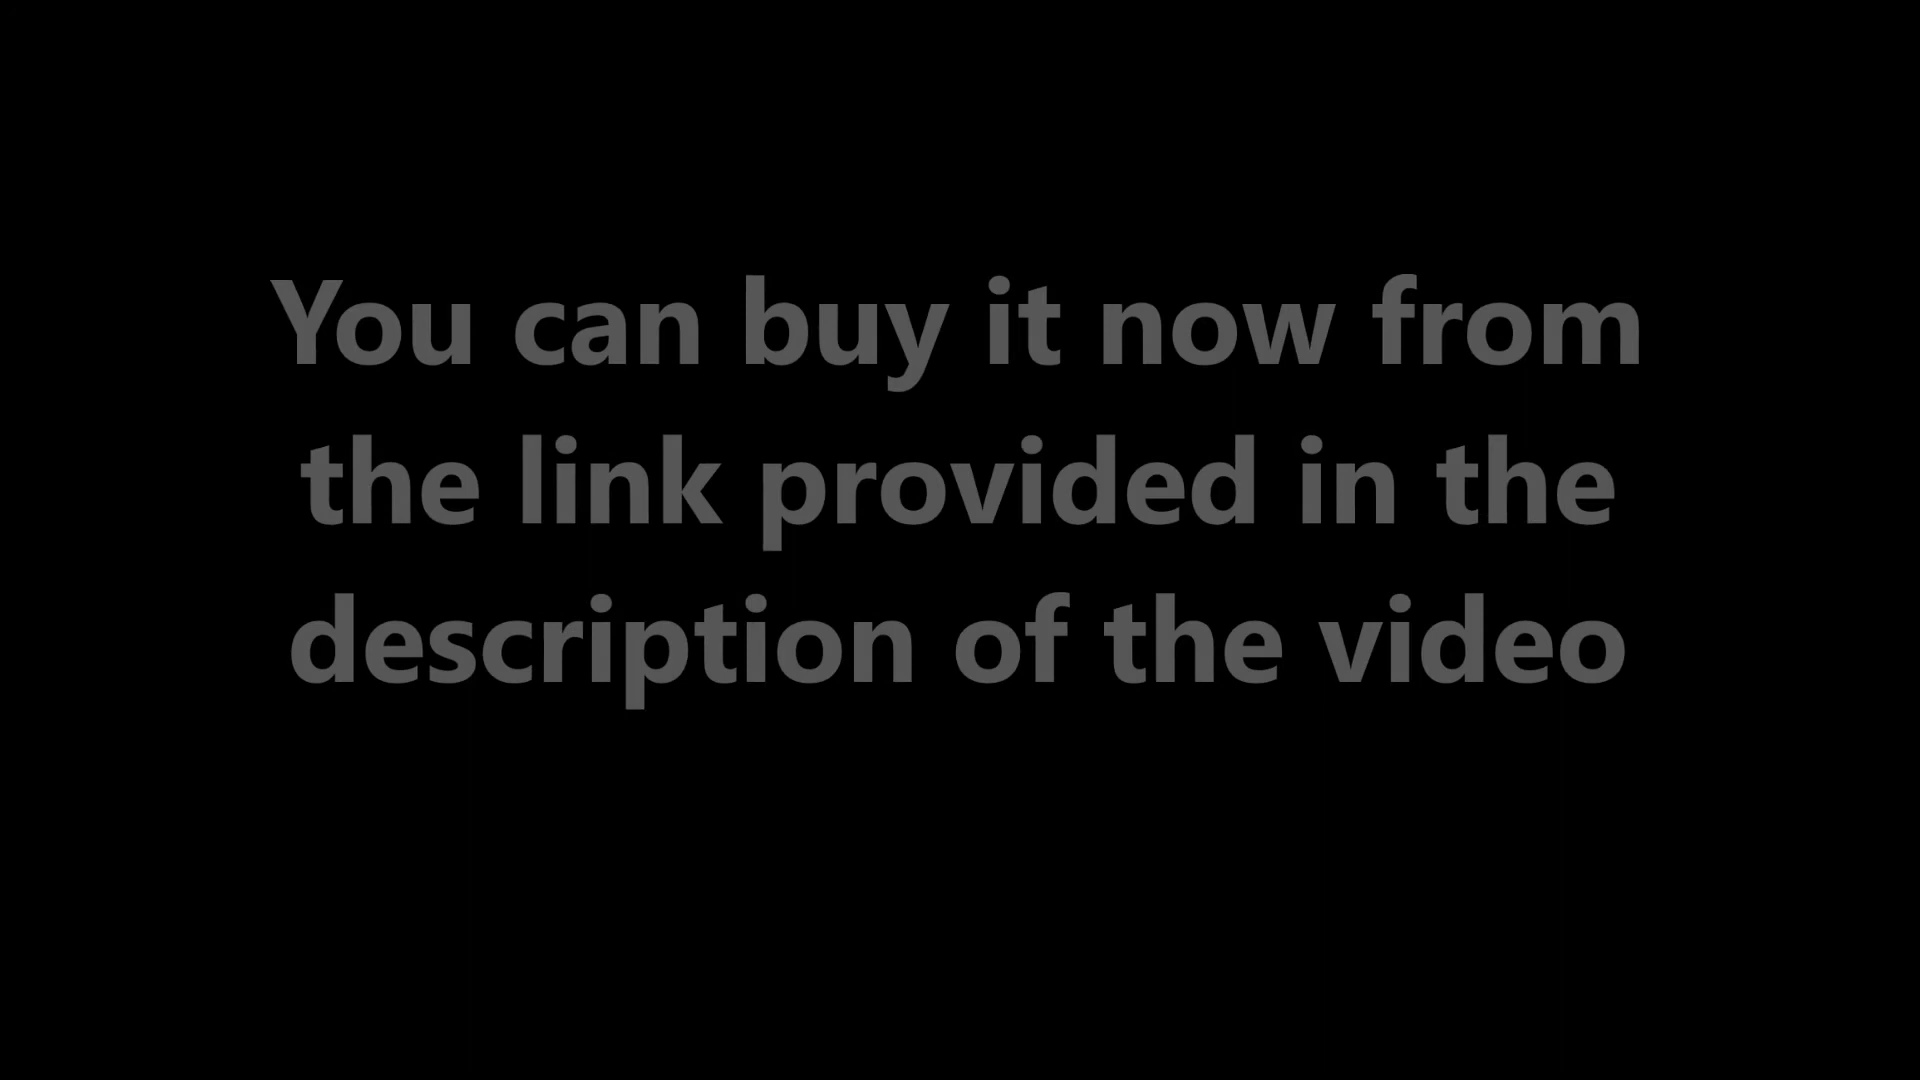 You can buy it now from
the link provided in the
description of the video